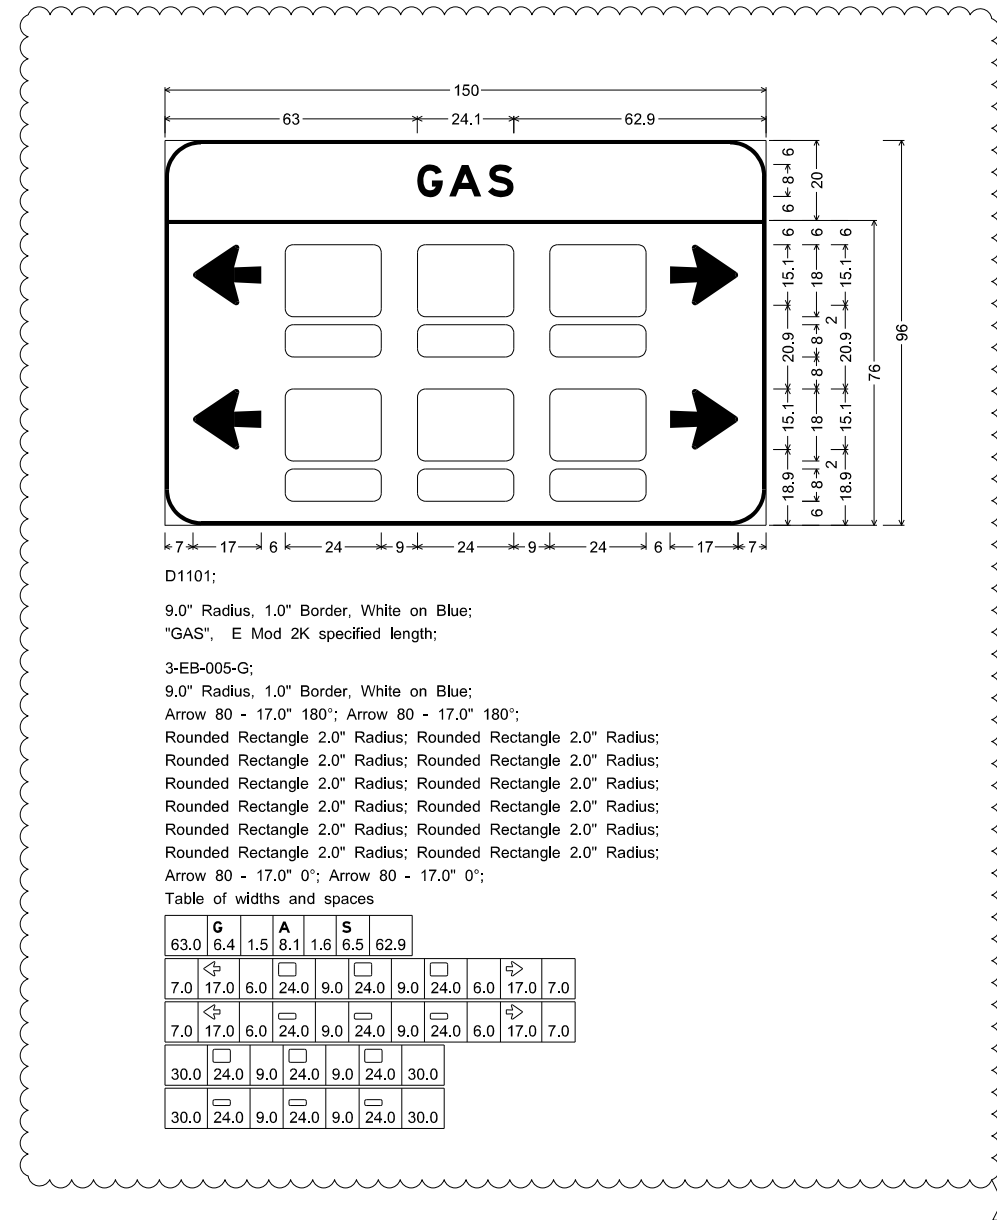 150
63 24.1 62.9
GAS
6 8 6 20
6 6 6
15.1 18 15.1
2
20.9 8 20.9
8
15.1 18 15.1
2
18.9 8 18.9
6
76
96
7 17 6 24 9 24 9 24 6 17 7
D1101;
9.0" Radius, 1.0" Border, White on Blue;
"GAS", E Mod 2K specified length;
3-EB-005-G;
9.0" Radius, 1.0" Border, White on Blue;
Arrow 80 - 17.0" 180°; Arrow 80 - 17.0" 180°;
Rounded Rectangle 2.0" Radius; Rounded Rectangle 2.0" Radius;
Rounded Rectangle 2.0" Radius; Rounded Rectangle 2.0" Radius;
Rounded Rectangle 2.0" Radius; Rounded Rectangle 2.0" Radius;
Rounded Rectangle 2.0" Radius; Rounded Rectangle 2.0" Radius;
Rounded Rectangle 2.0" Radius; Rounded Rectangle 2.0" Radius;
Rounded Rectangle 2.0" Radius; Rounded Rectangle 2.0" Radius;
Arrow 80 - 17.0" 0°; Arrow 80 - 17.0" 0°;
Table of widths and spaces
G A S
63.0 6.4 1.5 8.1 1.6 6.5 62.9
7.0 17.0 6.0 24.0 9.0 24.0 9.0 24.0 6.0 17.0 7.0
7.0 17.0 6.0 24.0 9.0 24.0 9.0 24.0 6.0 17.0 7.0
30.0 24.0 9.0 24.0 9.0 24.0 30.0
30.0 24.0 9.0 24.0 9.0 24.0 30.0